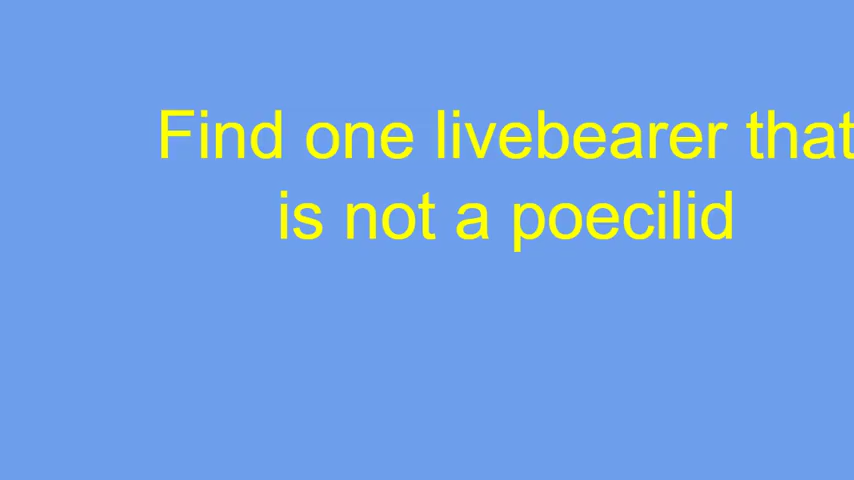 Find one livebearer that
is not a poecilid